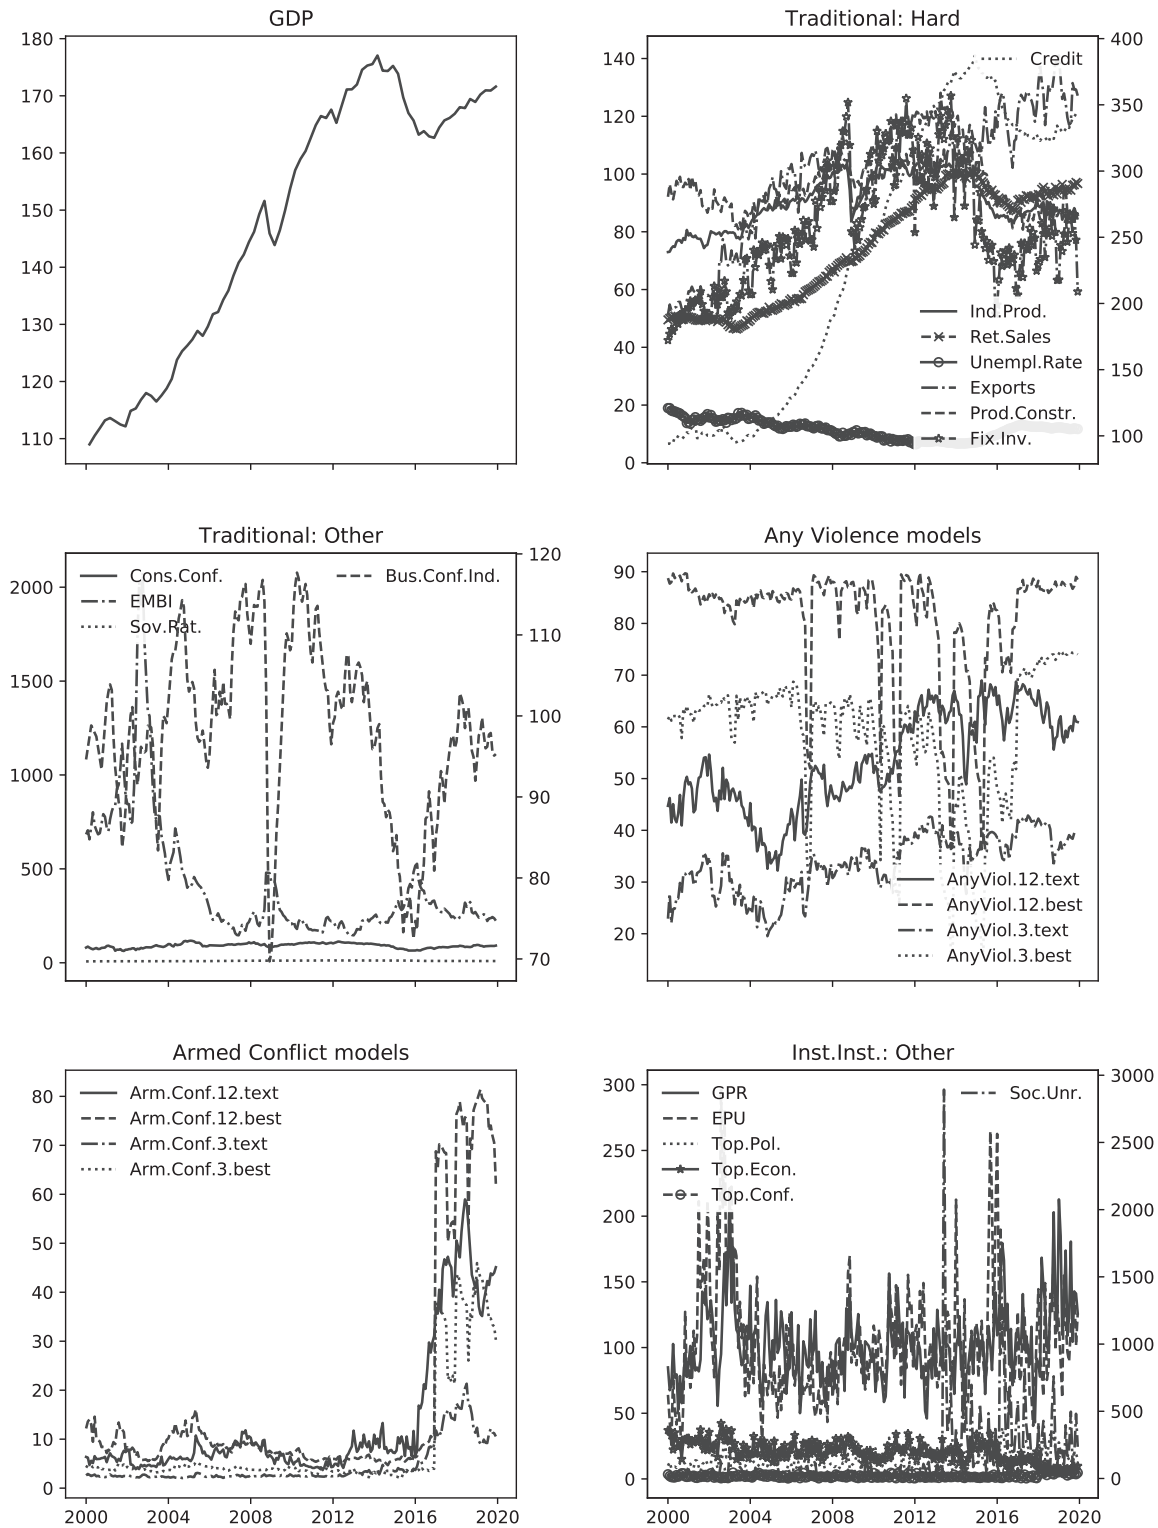 GDP
180
170
160
150
140
130
120
110
Traditional: Hard
140
120
100
80
60
40
20
0
400
350
300
250
200
150
100
Credit
Ind.Prod.
Ret.Sales
Unempl.Rate
Exports
Prod.Constr.
Fix.Inv.
Traditional: Other
2000
1500
1000
500
0
120
110
100
90
80
70
Cons.Conf.
EMBI
Sov.Rat.
Bus.Conf.Ind.
Any Violence models
90
80
70
60
50
40
30
20
AnyViol.12.text
AnyViol.12.best
AnyViol.3.text
AnyViol.3.best
Armed Conflict models
80
70
60
50
40
30
20
10
0
Arm.Conf.12.text
Arm.Conf.12.best
Arm.Conf.3.text
Arm.Conf.3.best
2000 2004 2008 2012 2016 2020
Inst.Inst.: Other
300
250
200
150
100
50
0
3000
2500
2000
1500
1000
500
0
GPR
EPU
Top.Pol.
Top.Econ.
Top.Conf.
Soc.Unr.
2000 2004 2008 2012 2016 2020